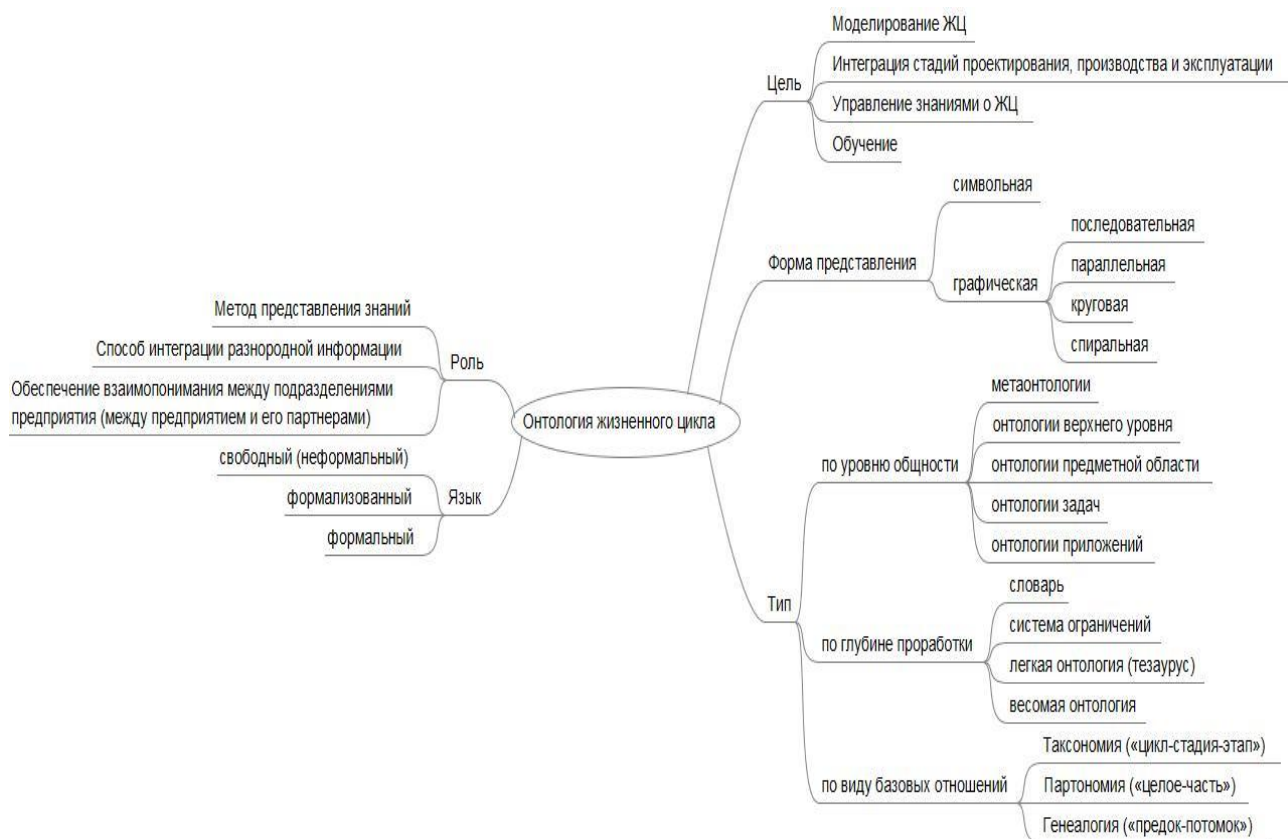 Моделирование ЖЦ
Интеграция стадий проектирования, производства и эксплуатации
Цель
Управление знаниями о ЖЦ
Обучение
символьная
последовательная
Форма представления
параллельная
графическая
круговая
спиральная
Метод представления знаний
Способ интеграции разнородной информации
Роль
Обеспечение взаимопонимания между подразделениями
предприятия (между предприятием и его партнерами)
Онтология жизненного цикла
свободный (неформальный)
формализованный
Язык
формальный
метаонтологии
онтологии верхнего уровня
по уровню общности
онтологии предметной области
онтологии задач
онтологии приложений
Тип
словарь
система ограничений
по глубине проработки
легкая онтология (тезаурус)
весомая онтология
Таксономия («цикл-стадия-этап»)
по виду базовых отношений
Партономия («целое-часть»)
Генеалогия («предок-потомок»)